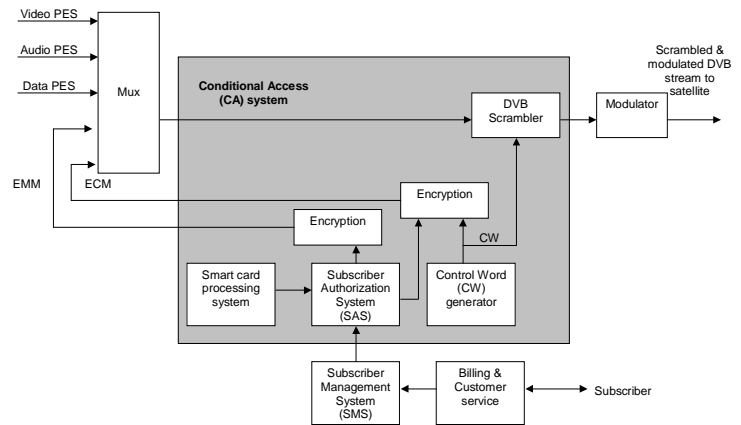 Video PES
Audio PES
Data PES
Mux
EMM
ECM
Conditional Access
(CA) system
DVB
Scrambler
Modulator
Scrambled &
modulated DVB
stream to
satellite
Encryption
Encryption
CW
Smart card
processing
system
Subscriber
Authorization
System
(SAS)
Control Word
(CW)
generator
Subscriber
Management
System
(SMS)
Billing &
Customer
service
Subscriber